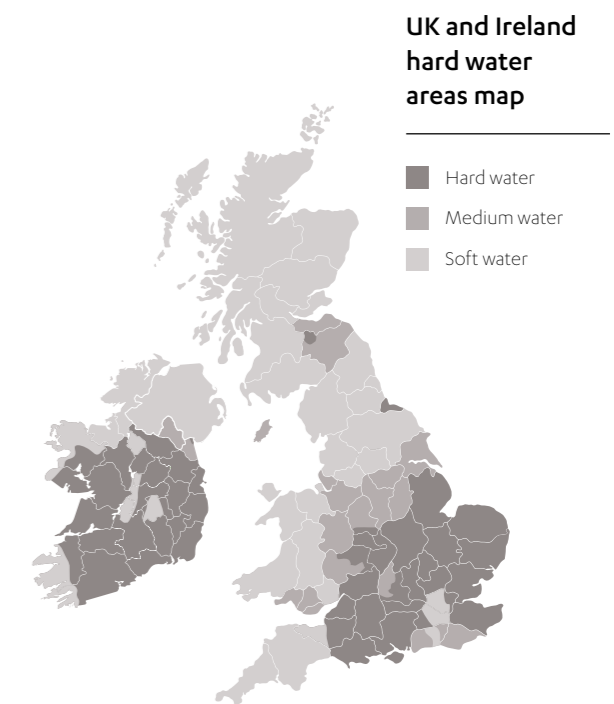 UK and Ireland
hard water
areas map
Hard water
Medium water
Soft water